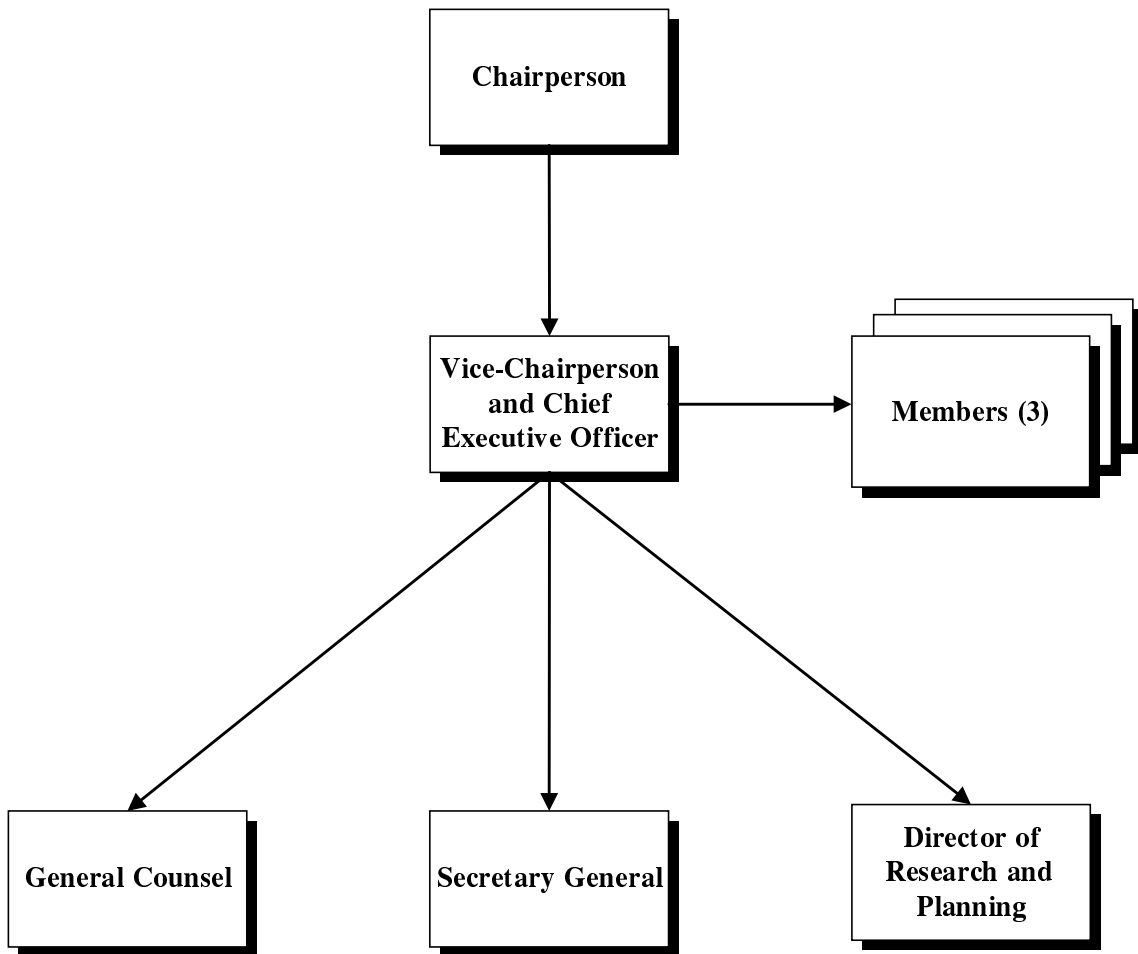 Chairperson
Vice-Chairperson
and Chief
Executive Officer
Members (3)
General Counsel
Secretary General
Director of
Research and
Planning